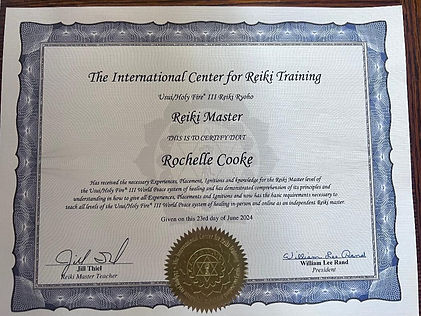 The International Center for Reiki Training
Usui/Holy Fire® III Reiki Ryoho
Reiki Master
THIS IS TO CERTIFY THAT
Rochelle Cooke
Has received the necessary Experiences, Placement, Ignitions and knowledge for the Reiki Master level of
the Usui/Holy Fire® III World Peace system of healing and has demonstrated comprehension of its principles and
understanding in how to give all Experiences, Placements and Ignitions and now has the basic requirements necessary to
teach all levels of the Usui/Holy Fire® III World Peace system of healing in-person and online as an independent Reiki master.
Given on this 23rd day of June 2024
Jill Thiel
Reiki Master Teacher
William Lee Rand
William Lee Rand
President